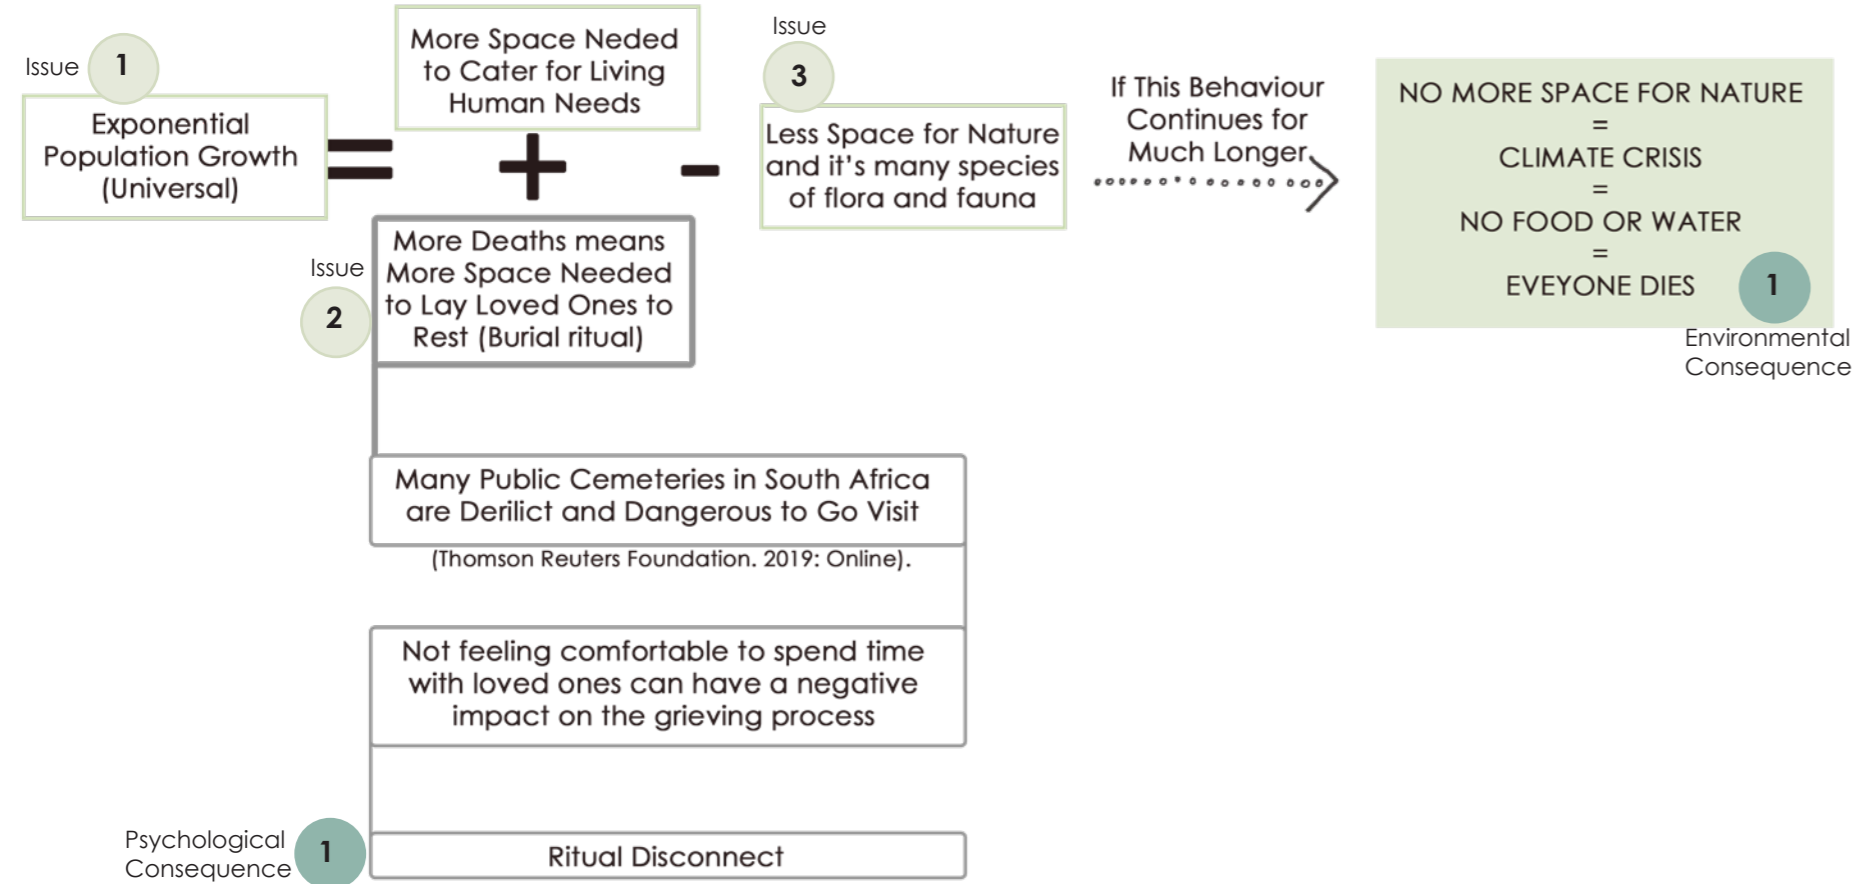 Issue
1
Exponential
Population Growth
(Universal)
=
More Space Neded
to Cater for Living
Human Needs
+
Issue
2
More Deaths means
More Space Needed
to Lay Loved Ones to
Rest (Burial ritual)
-
Issue
3
Less Space for Nature
and it's many species
of flora and fauna
If This Behaviour
Continues for
Much Longer
NO MORE SPACE FOR NATURE
=
CLIMATE CRISIS
=
NO FOOD OR WATER
=
EVEYONE DIES
1
Environmental
Consequence
Many Public Cemeteries in South Africa
are Derilict and Dangerous to Go Visit
(Thomson Reuters Foundation. 2019: Online).
Not feeling comfortable to spend time
with loved ones can have a negative
impact on the grieving process
Psychological
Consequence
1
Ritual Disconnect